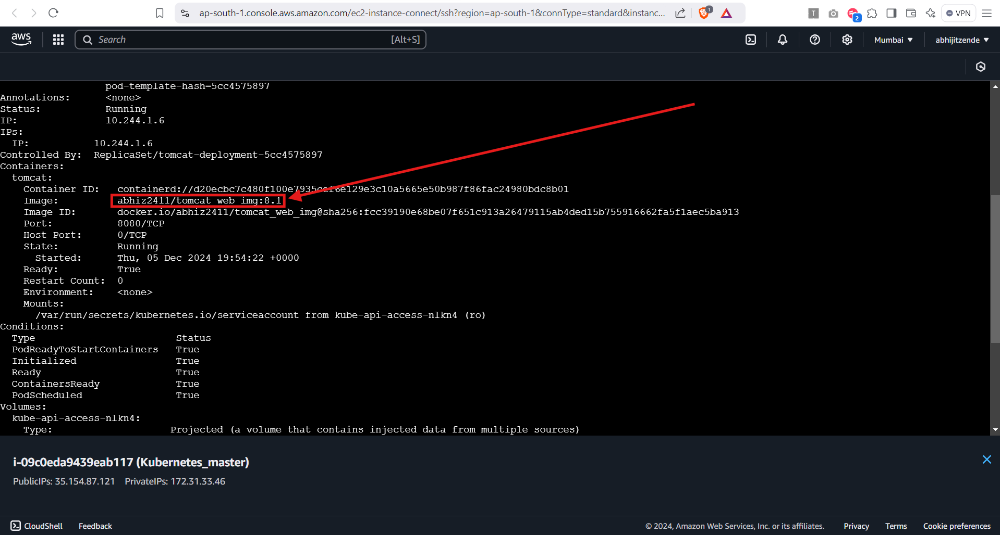 ap-south-1.console.aws.amazon.com/ec2-instance-connect/ssh?region=ap-south-1&connType=standard&instanc...
1
T
2
VPN
aws
Search
[Alt+S]
Mumbai
abhijitzende
pod-template-hash=5cc4575897
Annotations: <none>
Status: Running
IP: 10.244.1.6
IPs:
IP: 10.244.1.6
Controlled By: ReplicaSet/tomcat-deployment-5cc4575897
Containers:
tomcat:
Container ID: containerd://d20ecbc7c480f100e7935cef6e129e3c10a5665e50b987f86fac24980bdc8b01
Image: abhiz2411/tomcat_web_img:8.1
Image ID: docker.io/abhiz2411/tomcat_web_img@sha256:fcc39190e68be07f651c913a26479115ab4ded15b755916662fa5f1aec5ba913
Port: 8080/TCP
Host Port: 0/TCP
State: Running
Started: Thu, 05 Dec 2024 19:54:22 +0000
Ready: True
Restart Count: 0
Environment: <none>
Mounts:
/var/run/secrets/kubernetes.io/serviceaccount from kube-api-access-nlkn4 (ro)
Conditions:
Type Status
PodReadyToStartContainers True
Initialized True
Ready True
ContainersReady True
PodScheduled True
Volumes:
kube-api-access-nlkn4:
Type: Projected (a volume that contains injected data from multiple sources)
i-09c0eda9439eab117 (Kubernetes_master)
PublicIPs: 35.154.87.121 PrivateIPs: 172.31.33.46
CloudShell Feedback
© 2024, Amazon Web Services, Inc. or its affiliates. Privacy Terms Cookie preferences